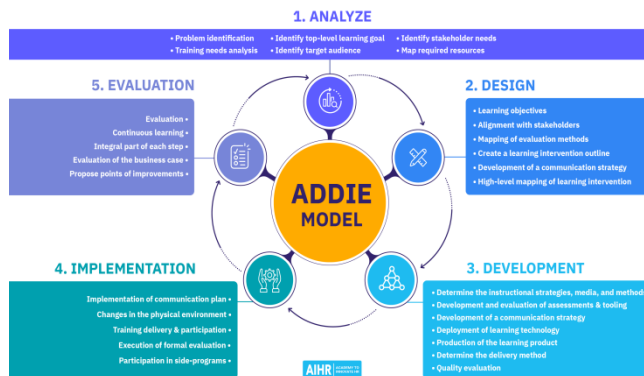 1. ANALYZE
• Problem identification
• Training needs analysis
• Identify top-level learning goal
• Identify target audience
• Identify stakeholder needs
• Map required resources
2. DESIGN
• Learning objectives
• Alignment with stakeholders
• Mapping of evaluation methods
• Create a learning intervention outline
• Development of a communication strategy
• High-level mapping of learning intervention
3. DEVELOPMENT
• Determine the instructional strategies, media, and methods
• Development and evaluation of assessments & tooling
• Development of a communication strategy
• Deployment of learning technology
• Production of the learning product
• Determine the delivery method
• Quality evaluation
4. IMPLEMENTATION
Implementation of communication plan •
Changes in the physical environment •
Training delivery & participation •
Execution of formal evaluation •
Participation in side-programs •
5. EVALUATION
Evaluation •
Continuous learning •
Integral part of each step •
Evaluation of the business case •
Propose points of improvements •
ADDIE
MODEL
AIHR
ACADEMY TO
INNOVATE HR